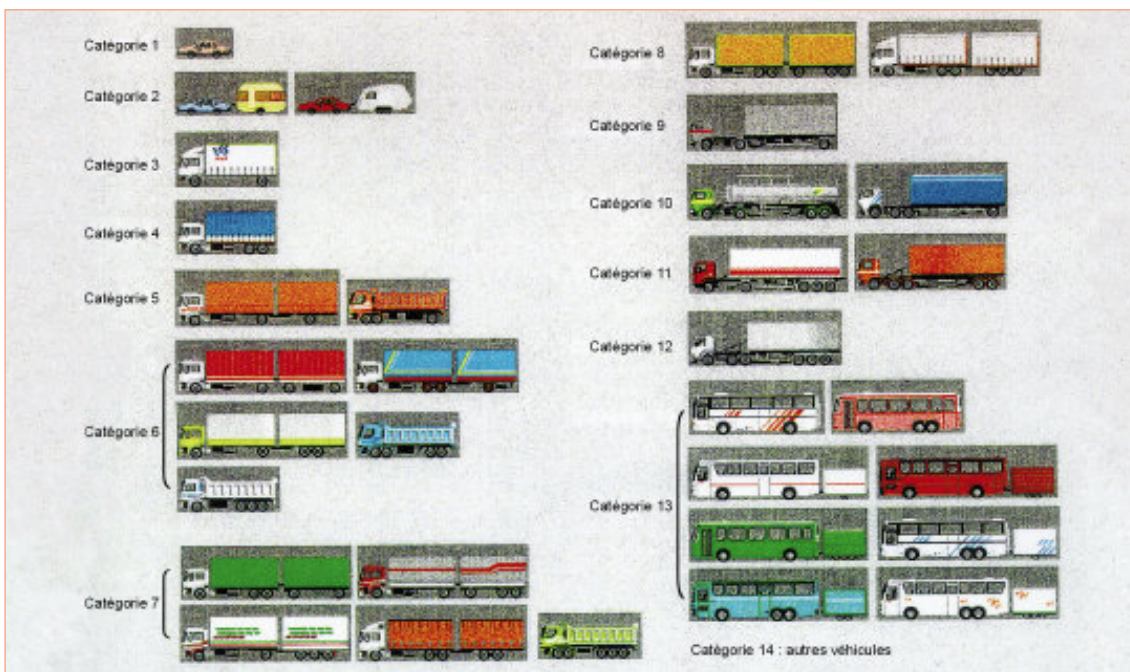 Catégorie 1
Catégorie 2
Catégorie 3
Catégorie 4
Catégorie 5
Catégorie 6
Catégorie 7
Catégorie 8
Catégorie 9
Catégorie 10
Catégorie 11
Catégorie 12
Catégorie 13
Catégorie 14 : autres véhicules